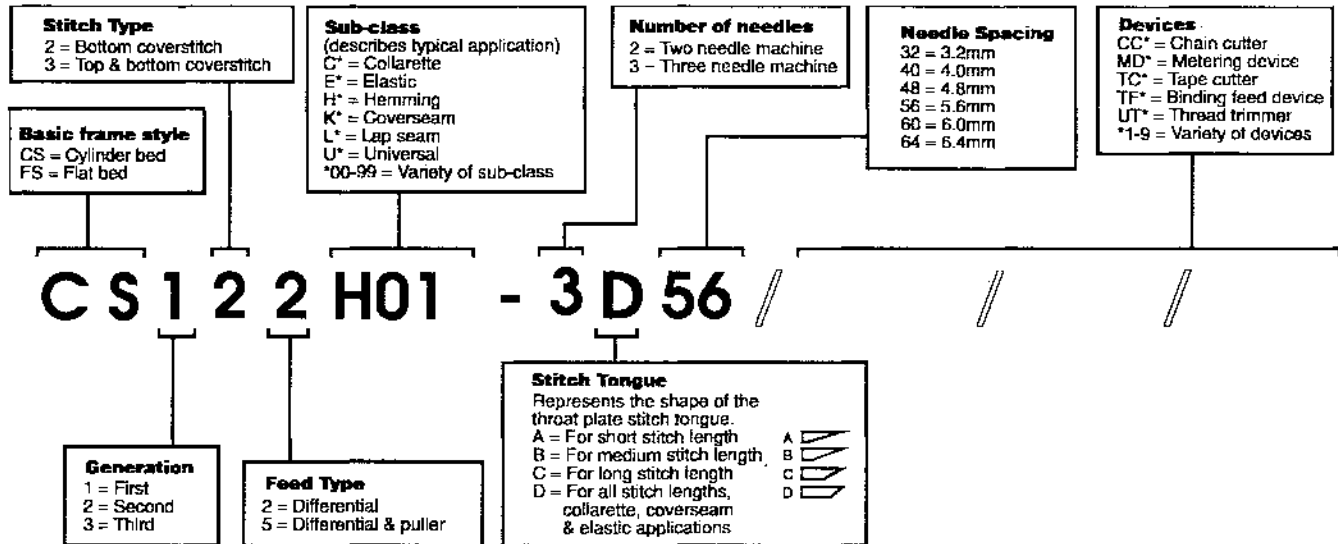 Stitch Type
2 = Bottom coverstitch
3 = Top & bottom coverstitch
Basic frame style
CS = Cylinder bed
FS = Flat bed
Sub-class
(describes typical application)
C* = Collarette
E* = Elastic
H* = Hemming
K* = Coverseam
L* = Lap seam
U* = Universal
*00-99 = Variety of sub-class
Number of needles
2 = Two needle machine
3 – Three needle machine
Needle Spacing
32 = 3.2mm
40 = 4.0mm
48 = 4.8mm
56 = 5.6mm
60 = 6.0mm
64 = 6.4mm
Devices
CC* = Chain cutter
MD* = Metering device
TC* = Tape cutter
TF* = Binding feed device
UT* = Thread trimmer
*1-9 = Variety of devices
CS122H01 - 3D56 / / /
Generation
1 = First
2 = Second
3 = Third
Feed Type
2 = Differential
5 = Differential & puller
Stitch Tongue
Represents the shape of the
throat plate stitch tongue.
A = For short stitch length A
B = For medium stitch length B
C = For long stitch length C
D = For all stitch lengths, D
collarette, coverseam
& elastic applications